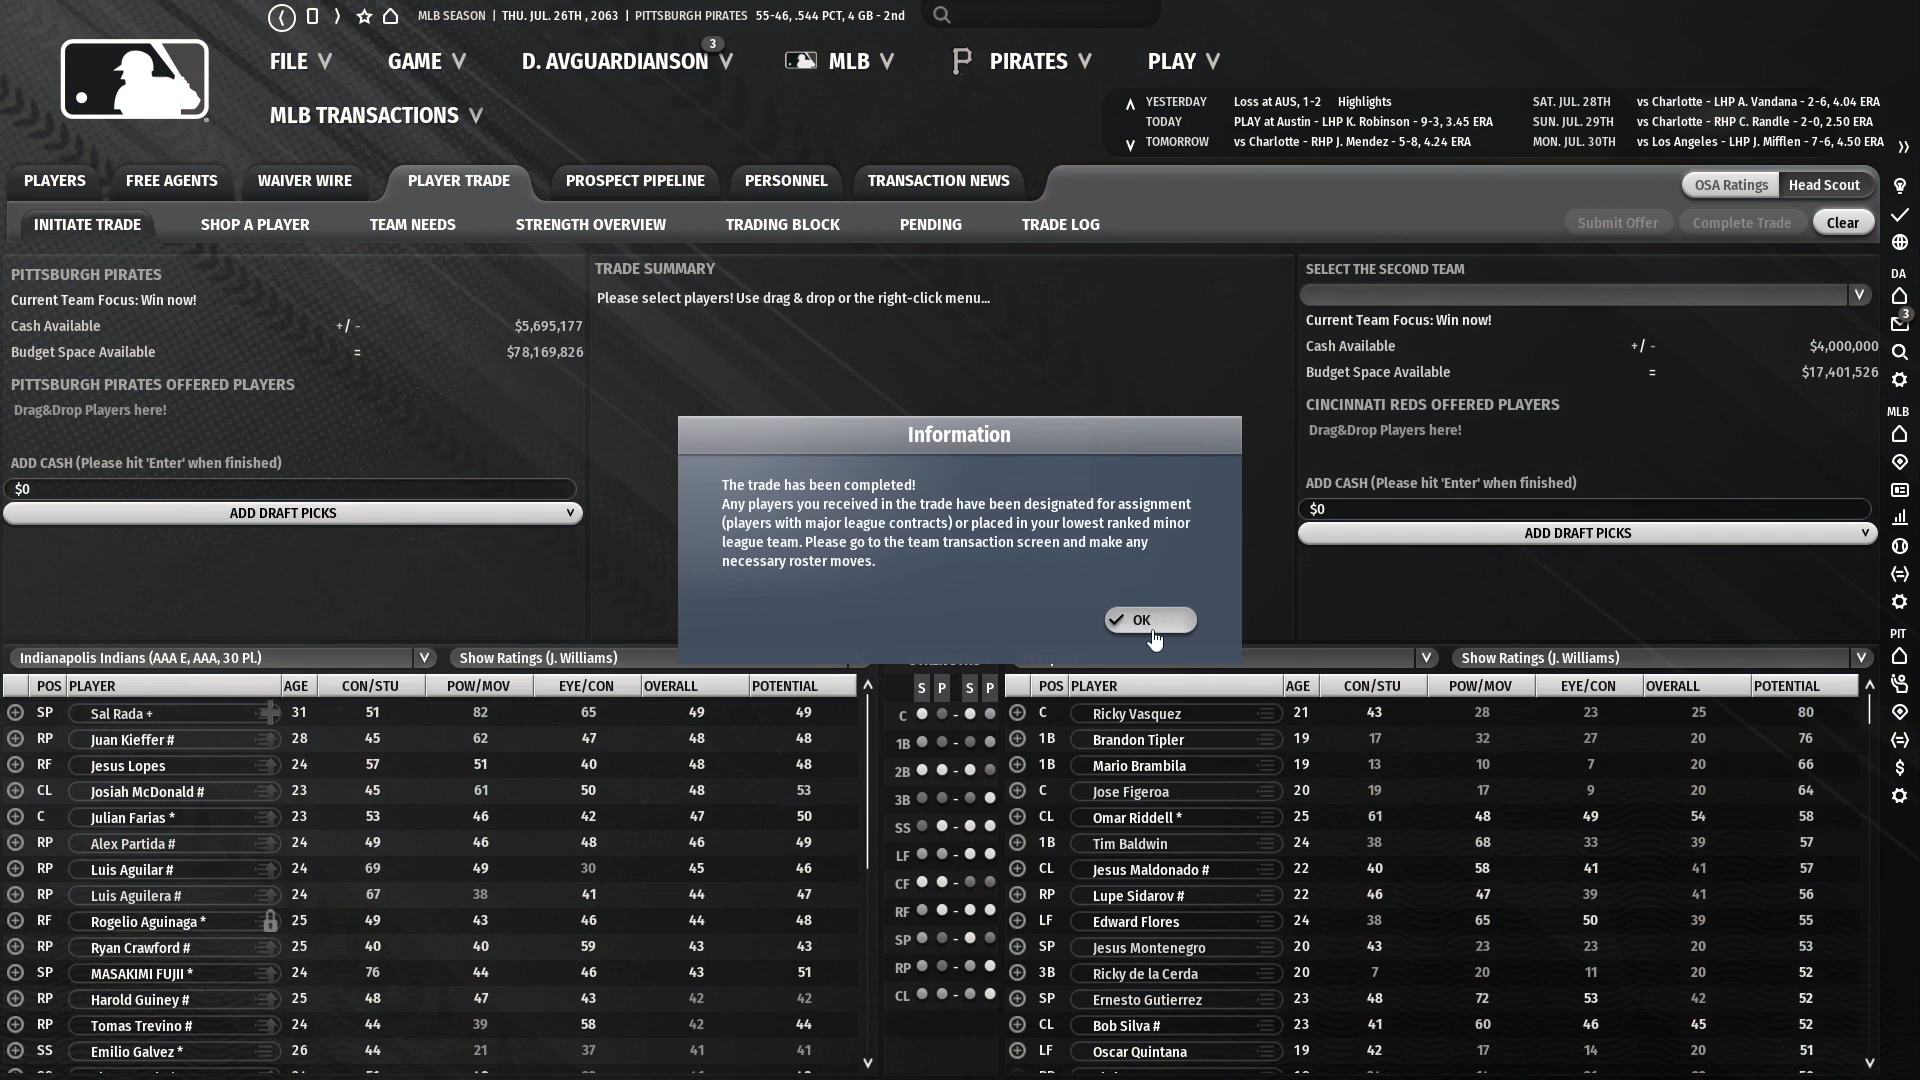 MLB SEASON | THU. JUL. 26TH , 2063 | PITTSBURGH PIRATES 55-46, .544 PCT, 4 GB - 2nd
FILE GAME D. AVGUARDIANSON 3 MLB PIRATES PLAY
MLB TRANSACTIONS
YESTERDAY Loss at AUS, 1-2 Highlights SAT. JUL. 28TH vs Charlotte - LHP A. Vandana - 2-6, 4.04 ERA
TODAY PLAY at Austin - LHP K. Robinson - 9-3, 3.45 ERA SUN. JUL. 29TH vs Charlotte - RHP C. Randle - 2-0, 2.50 ERA
TOMORROW vs Charlotte - RHP J. Mendez - 5-8, 4.24 ERA MON. JUL. 30TH vs Los Angeles - LHP J. Mifflen - 7-6, 4.50 ERA
PLAYERS FREE AGENTS WAIVER WIRE PLAYER TRADE PROSPECT PIPELINE PERSONNEL TRANSACTION NEWS OSA Ratings Head Scout
INITIATE TRADE SHOP A PLAYER TEAM NEEDS STRENGTH OVERVIEW TRADING BLOCK PENDING TRADE LOG Submit Offer Complete Trade Clear
PITTSBURGH PIRATES
Current Team Focus: Win now!
Cash Available +/- $5,695,177
Budget Space Available = $78,169,826
PITTSBURGH PIRATES OFFERED PLAYERS
Drag&Drop Players here!
ADD CASH (Please hit 'Enter' when finished)
$0
ADD DRAFT PICKS
TRADE SUMMARY
Please select players! Use drag & drop or the right-click menu...
SELECT THE SECOND TEAM
Current Team Focus: Win now!
Cash Available +/- $4,000,000
Budget Space Available = $17,401,526
CINCINNATI REDS OFFERED PLAYERS
Drag&Drop Players here!
ADD CASH (Please hit 'Enter' when finished)
$0
ADD DRAFT PICKS
Information
The trade has been completed!
Any players you received in the trade have been designated for assignment
(players with major league contracts) or placed in your lowest ranked minor
league team. Please go to the team transaction screen and make any
necessary roster moves.
OK
Indianapolis Indians (AAA E, AAA, 30 Pl.) Show Ratings (J. Williams)
POS PLAYER AGE CON/STU POW/MOV EYE/CON OVERALL POTENTIAL
SP Sal Rada + 31 51 82 65 49 49
RP Juan Kieffer # 28 45 62 47 48 48
RF Jesus Lopes 24 57 51 40 48 48
CL Josiah McDonald # 23 45 61 50 48 53
C Julian Farias * 23 53 46 42 47 50
RP Alex Partida # 24 49 46 48 46 49
RP Luis Aguilar # 24 69 49 30 45 46
RP Luis Aguilera # 24 67 38 41 44 47
RF Rogelio Aguinaga * 25 49 43 46 44 48
RP Ryan Crawford # 25 40 40 59 43 43
SP MASAKIMI FUJII * 24 76 44 46 43 51
RP Harold Guiney # 25 48 47 43 42 42
RP Tomas Trevino # 24 44 39 58 42 44
SS Emilio Galvez * 26 44 21 37 41 41
S P S P
C -
1B -
2B -
3B -
SS -
LF -
CF -
RF -
SP -
RP -
CL -
Show Ratings (J. Williams)
POS PLAYER AGE CON/STU POW/MOV EYE/CON OVERALL POTENTIAL
C Ricky Vasquez 21 43 28 23 25 80
1B Brandon Tipler 19 17 32 27 20 76
1B Mario Brambila 19 13 10 7 20 66
C Jose Figeroa 20 19 17 9 20 64
CL Omar Riddell * 25 61 48 49 54 58
1B Tim Baldwin 24 38 68 33 39 57
CL Jesus Maldonado # 22 40 58 41 41 57
RP Lupe Sidarov # 22 46 47 39 41 56
LF Edward Flores 24 38 65 50 39 55
SP Jesus Montenegro 20 43 23 23 20 53
3B Ricky de la Cerda 20 7 20 11 20 52
SP Ernesto Gutierrez 23 48 72 53 42 52
CL Bob Silva # 23 41 60 46 45 52
LF Oscar Quintana 19 42 17 14 20 51
DA
3
MLB
PIT
$